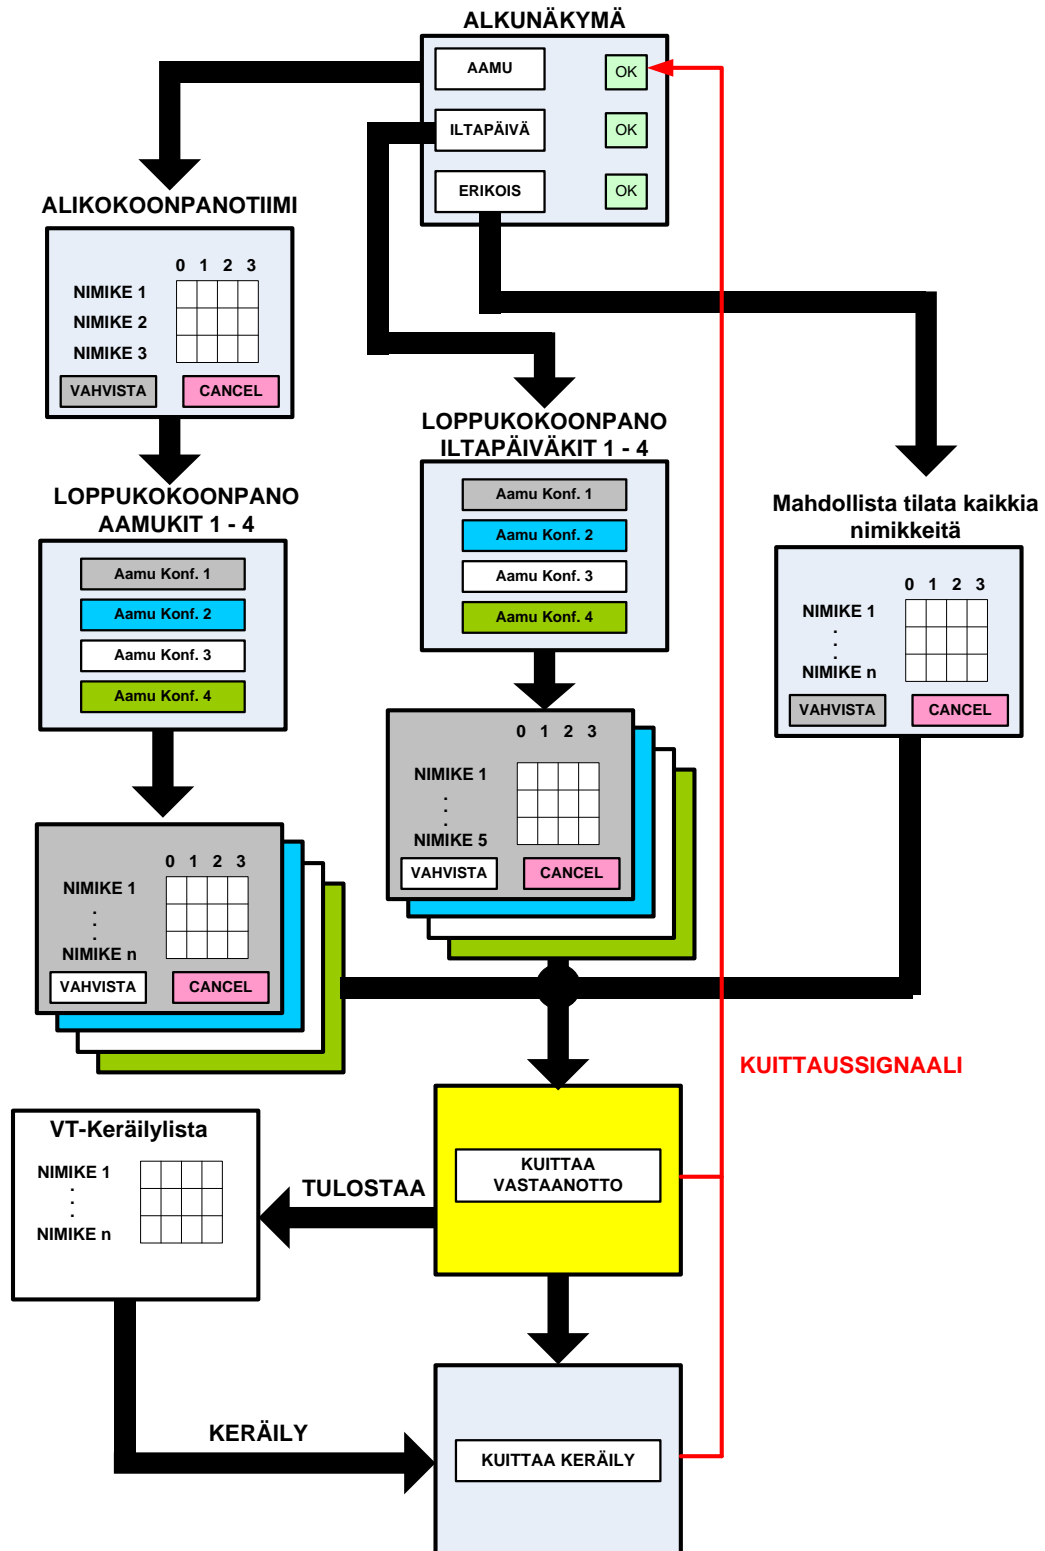 ALKUNÄKYMÄ
AAMU
OK
ILTAPÄIVÄ
OK
ERIKOIS
OK
ALIKOKOONPANOTIIMI
0 1 2 3
NIMIKE 1
NIMIKE 2
NIMIKE 3
VAHVISTA
CANCEL
LOPPUKOKOONPANO
AAMUKIT 1 - 4
Aamu Konf. 1
Aamu Konf. 2
Aamu Konf. 3
Aamu Konf. 4
0 1 2 3
NIMIKE 1
.
.
.
NIMIKE n
VAHVISTA
CANCEL
LOPPUKOKOONPANO
ILTAPÄIVÄKIT 1 - 4
Aamu Konf. 1
Aamu Konf. 2
Aamu Konf. 3
Aamu Konf. 4
0 1 2 3
NIMIKE 1
.
.
.
NIMIKE 5
VAHVISTA
CANCEL
Mahdollista tilata kaikkia
nimikkeitä
0 1 2 3
NIMIKE 1
.
.
.
NIMIKE n
VAHVISTA
CANCEL
KUITTAUSSIGNAALI
KUITTAA
VASTAANOTTO
TULOSTAA
VT-Keräilylista
NIMIKE 1
.
.
.
NIMIKE n
KERÄILY
KUITTAA KERÄILY